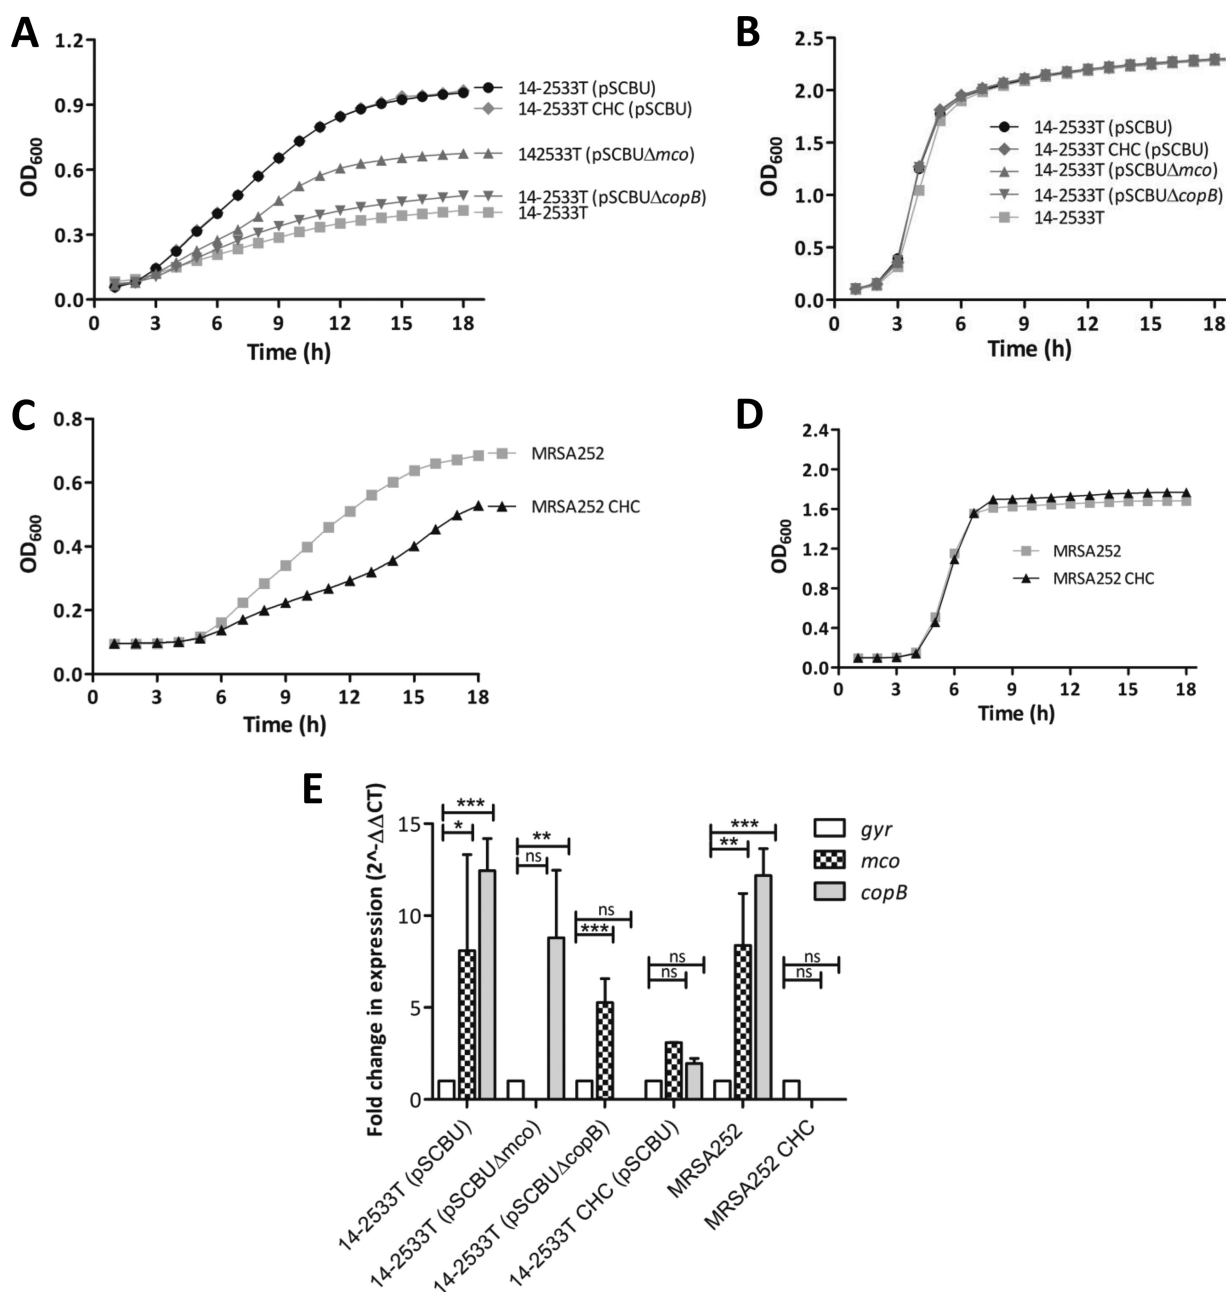 A
1.2
0.9
0.6
0.3
0.0
OD600
0 3 6 9 12 15 18
Time (h)
14-2533T (pSCBU)
14-2533T CHC (pSCBU)
142533T (pSCBUΔmco)
14-2533T (pSCBUΔcopB)
14-2533T
B
2.5
2.0
1.5
1.0
0.5
0.0
OD600
0 3 6 9 12 15 18
Time (h)
14-2533T (pSCBU)
14-2533T CHC (pSCBU)
14-2533T (pSCBUΔmco)
14-2533T (pSCBUΔcopB)
14-2533T
C
0.8
0.6
0.4
0.2
0.0
OD600
0 3 6 9 12 15 18
Time (h)
MRSA252
MRSA252 CHC
D
2.4
2.0
1.6
1.2
0.8
0.4
0.0
OD600
0 3 6 9 12 15 18
Time (h)
MRSA252
MRSA252 CHC
E
Fold change in expression (2^-ΔΔCT)
15
10
5
0
***
*
**
ns
ns
***
ns
ns
***
**
ns
ns
gyr
mco
copB
14-2533T (pSCBU)
14-2533T (pSCBUΔmco)
14-2533T (pSCBUΔcopB)
14-2533T CHC (pSCBU)
MRSA252
MRSA252 CHC